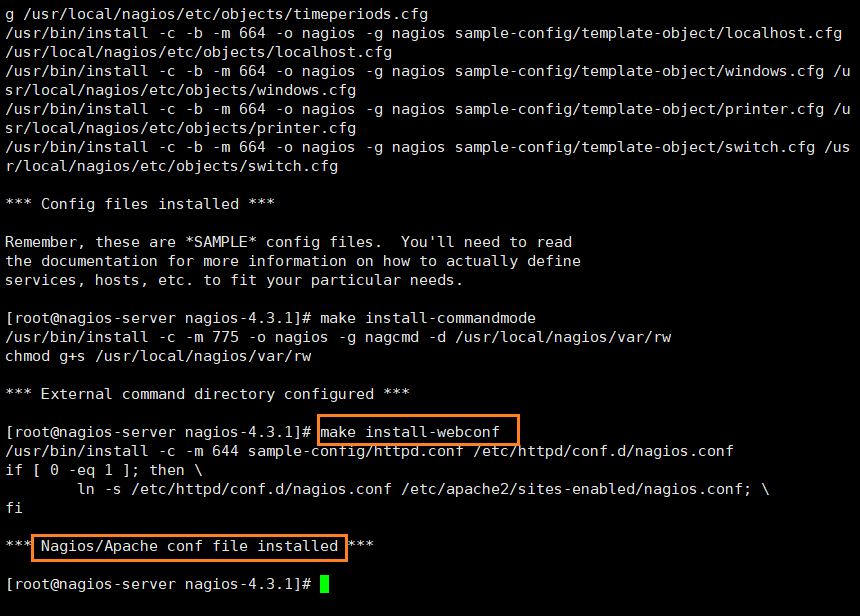 g /usr/local/nagios/etc/objects/timeperiods.cfg
/usr/bin/install -c -b -m 664 -o nagios -g nagios sample-config/template-object/localhost.cfg
/usr/local/nagios/etc/objects/localhost.cfg
/usr/bin/install -c -b -m 664 -o nagios -g nagios sample-config/template-object/windows.cfg /u
sr/local/nagios/etc/objects/windows.cfg
/usr/bin/install -c -b -m 664 -o nagios -g nagios sample-config/template-object/printer.cfg /u
sr/local/nagios/etc/objects/printer.cfg
/usr/bin/install -c -b -m 664 -o nagios -g nagios sample-config/template-object/switch.cfg /us
r/local/nagios/etc/objects/switch.cfg
*** Config files installed ***
Remember, these are *SAMPLE* config files.  You'll need to read
the documentation for more information on how to actually define
services, hosts, etc. to fit your particular needs.
[root@nagios-server nagios-4.3.1]# make install-commandmode
/usr/bin/install -c -m 775 -o nagios -g nagcmd -d /usr/local/nagios/var/rw
chmod g+s /usr/local/nagios/var/rw
*** External command directory configured ***
[root@nagios-server nagios-4.3.1]# make install-webconf
/usr/bin/install -c -m 644 sample-config/httpd.conf /etc/httpd/conf.d/nagios.conf
if [ 0 -eq 1 ]; then \
        ln -s /etc/httpd/conf.d/nagios.conf /etc/apache2/sites-enabled/nagios.conf; \
fi
*** Nagios/Apache conf file installed ***
[root@nagios-server nagios-4.3.1]#